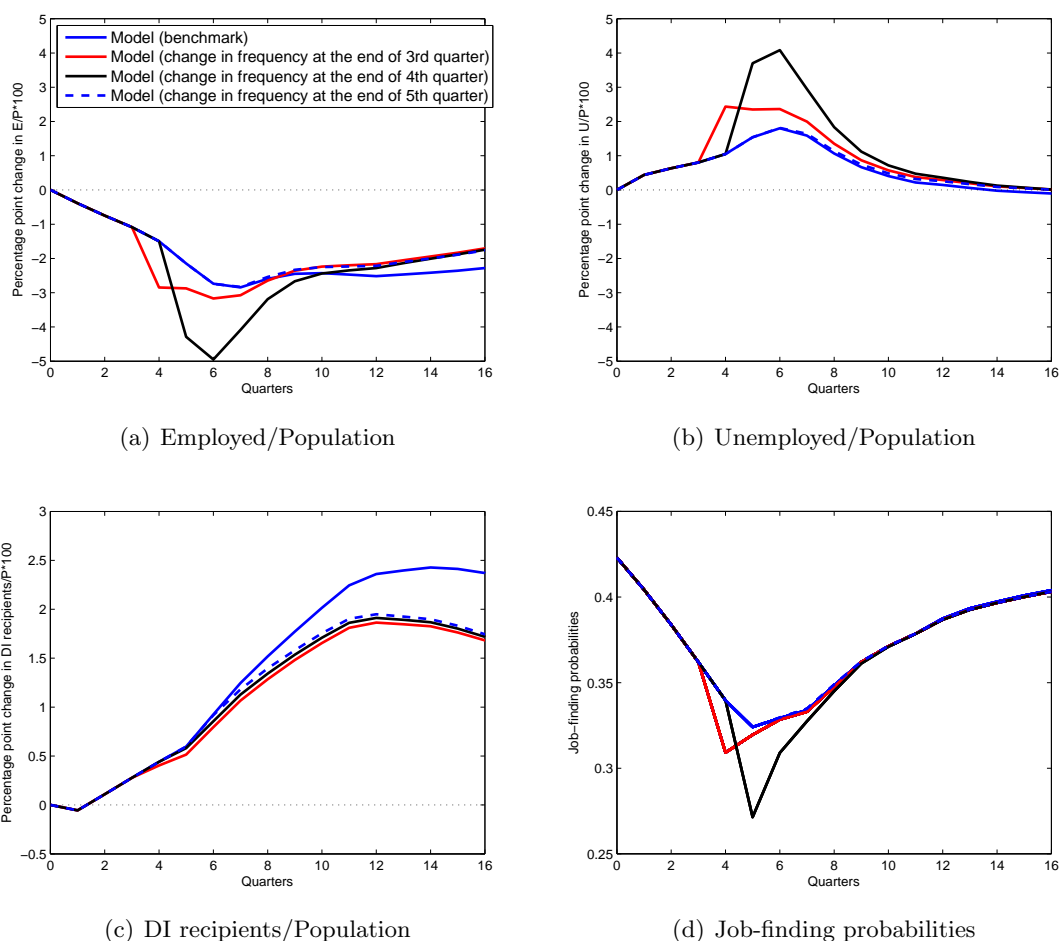 5
4
3
2
1
0
−1
−2
−3
−4
−5
0 2 4 6 8 10 12 14 16
Percentage point change in E/P*100
Quarters
Model (benchmark)
Model (change in frequency at the end of 3rd quarter)
Model (change in frequency at the end of 4th quarter)
Model (change in frequency at the end of 5th quarter)
(a) Employed/Population
5
4
3
2
1
0
−1
−2
−3
−4
−5
0 2 4 6 8 10 12 14 16
Percentage point change in U/P*100
Quarters
(b) Unemployed/Population
3
2.5
2
1.5
1
0.5
0
−0.5
0 2 4 6 8 10 12 14 16
Percentage point change in DI recipients/P*100
Quarters
(c) DI recipients/Population
0.45
0.4
0.35
0.3
0.25
0 2 4 6 8 10 12 14 16
Job−finding probabilities
Quarters
(d) Job-finding probabilities